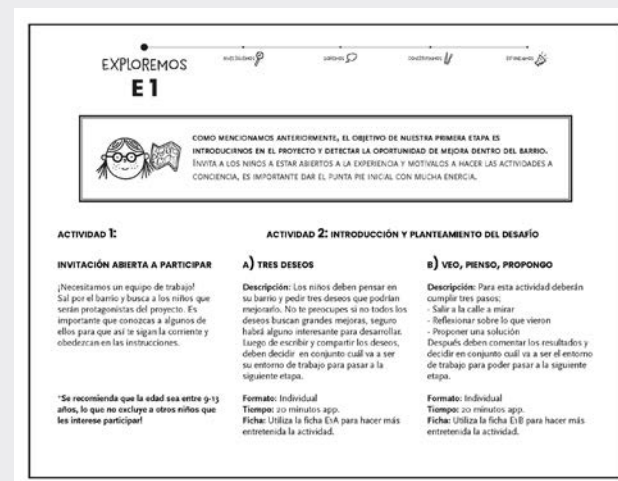 EXPLOREMOS
E 1
INVESTIGUEMOS
DEFINAMOS
COMO MENCIONAMOS ANTERIORMENTE, EL OBJETIVO DE NUESTRA PRIMERA ETAPA ES
INTRODUCIRNOS EN EL PROYECTO Y DETECTAR LA OPORTUNIDAD DE MEJORA DENTRO DEL BARRIO.
INVITA A LOS NIÑOS A ESTAR ABIERTOS A LA EXPERIENCIA Y MOTÍVALOS A HACER LAS ACTIVIDADES A
CONCIENCIA, ES IMPORTANTE DAR EL PUNTA PIE INICIAL CON MUCHA ENERGÍA.
ACTIVIDAD 1:
INVITACIÓN ABIERTA A PARTICIPAR
¡Necesitamos un equipo de trabajo!
Sal por el barrio y busca a los niños que
serán protagonistas del proyecto. Es
importante que conozcas a algunos de
ellos para que así te sigan la corriente y
obedezcan en las instrucciones.
*Se recomienda que la edad sea entre 9-13
años, lo que no excluye a otros niños que
les interese participar!
ACTIVIDAD 2: INTRODUCCIÓN Y PLANTEAMIENTO DEL DESAFÍO
A) TRES DESEOS
Descripción: Los niños deben pensar en
su barrio y pedir tres deseos que podrían
mejorarlo. No te preocupes si no todos los
deseos buscan grandes mejoras, seguro
habrá alguno interesante para desarrollar.
Luego de escribir y compartir los deseos,
deben decidir en conjunto cuál va a ser
su entorno de trabajo para pasar a la
siguiente etapa.
Formato: Individual
Tiempo: 20 minutos app.
Ficha: Utiliza la ficha E1A para hacer más
entretenida la actividad.
B) VEO, PIENSO, PROPONGO
Descripción: Para esta actividad deberán
cumplir tres pasos;
- Salir a la calle a mirar
- Reflexionar sobre lo que vieron
- Proponer una solución
Después deben comentar los resultados y
decidir en conjunto cuál va a ser el entorno
de trabajo para poder pasar a la siguiente
etapa.
Formato: Individual
Tiempo: 20 minutos app.
Ficha: Utiliza la ficha E1B para hacer más
entretenida la actividad.